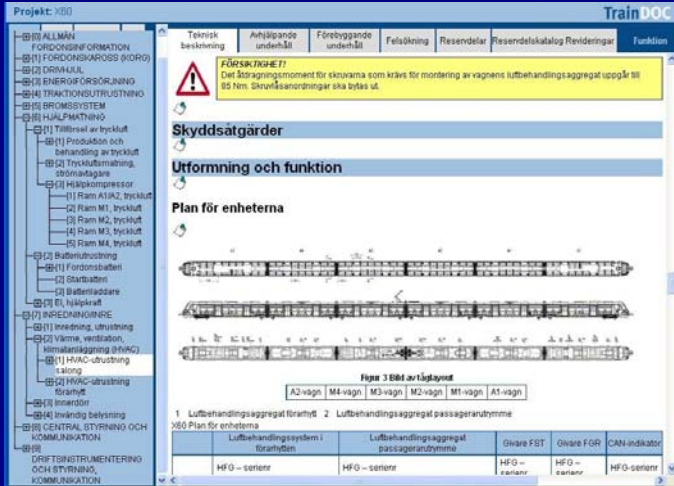 Projekt: X60
TrainDOC
[0] ALLMÄN
FORDONSINFORMATION
[1] FORDONSKAROSS (KORG)
[2] DRIVHJUL
[3] ENERGIFÖRSÖRJNING
[4] TRAKTIONSUTRUSTNING
[5] BROMSSYSTEM
[6] HJÄLPMATNING
[1] Tillförsel av tryckluft
[1] Produktion och
behandling av tryckluft
[2] Tryckluftsmatning,
strömavtagare
[3] Hjälpkompressor
[1] Ram A1/A2, tryckluft
[2] Ram M1, tryckluft
[3] Ram M2, tryckluft
[4] Ram M3, tryckluft
[5] Ram M4, tryckluft
[2] Batteriutrustning
[1] Fordonsbatteri
[2] Startbatteri
[3] Batteriladdare
[3] El, hjälpkraft
[7] INREDNING/INRE
[1] Inredning, utrustning
[2] Värme, ventilation,
klimatanläggning (HVAC)
[1] HVAC-utrustning
salong
[2] HVAC-utrustning
förarhytt
[3] Innerdörr
[4] Invändig belysning
[8] CENTRAL STYRNING OCH
KOMMUNIKATION
[9]
DRIFTSINSTRUMENTERING
OCH STYRNING,
KOMMUNIKATION
Teknisk beskrivning
Avhjälpande underhåll
Förebyggande underhåll
Felsökning
Reservdelar
Reservdelskatalog
Revideringar
Funktion
FÖRSIKTIGHET!
Det åtdragningsmoment för skruvarna som krävs för montering av vagnens luftbehandlingsaggregat uppgår till
85 Nm. Skruvlåsanordningar ska bytas ut.
Skyddsåtgärder
Utformning och funktion
Plan för enheterna
Figur 3 Bild av tåglayout
A2-vagn M4-vagn M3-vagn M2-vagn M1-vagn A1-vagn
1 Luftbehandlingsaggregat förarhytt 2 Luftbehandlingsaggregat passagerarutrymme
X60 Plan för enheterna
Luftbehandlingssystem i förarhytten
Luftbehandlingsaggregat passagerarutrymme
Givare FST
Givare FGR
CAN-indikator
HFG – serienr
HFG – serienr
HFG – serienr
HFG – serienr
HFG-serienr